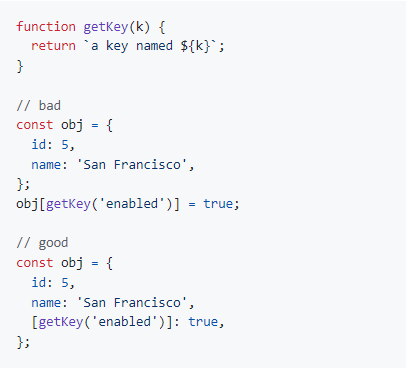 function getKey(k) {
  return `a key named ${k}`;
}

// bad
const obj = {
  id: 5,
  name: 'San Francisco',
};
obj[getKey('enabled')] = true;

// good
const obj = {
  id: 5,
  name: 'San Francisco',
  [getKey('enabled')]: true,
};